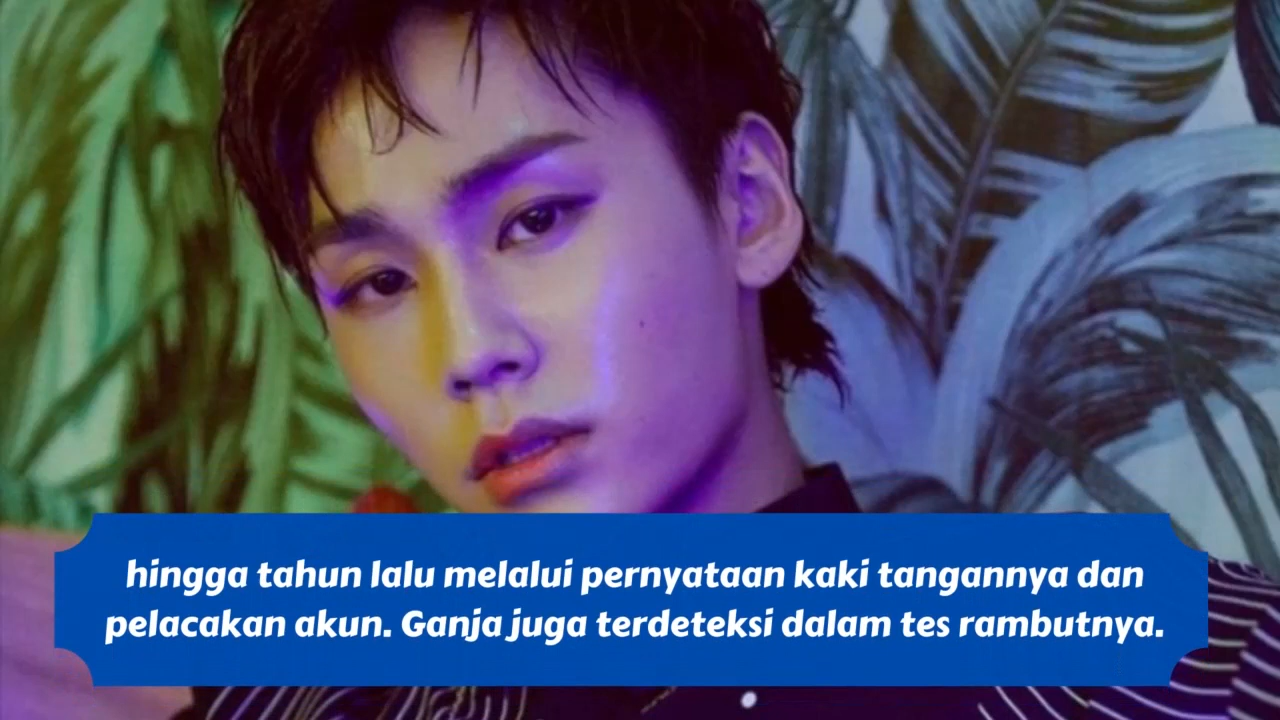 hingga tahun lalu melalui pernyataan kaki tangannya dan
pelacakan akun. Ganja juga terdeteksi dalam tes rambutnya.